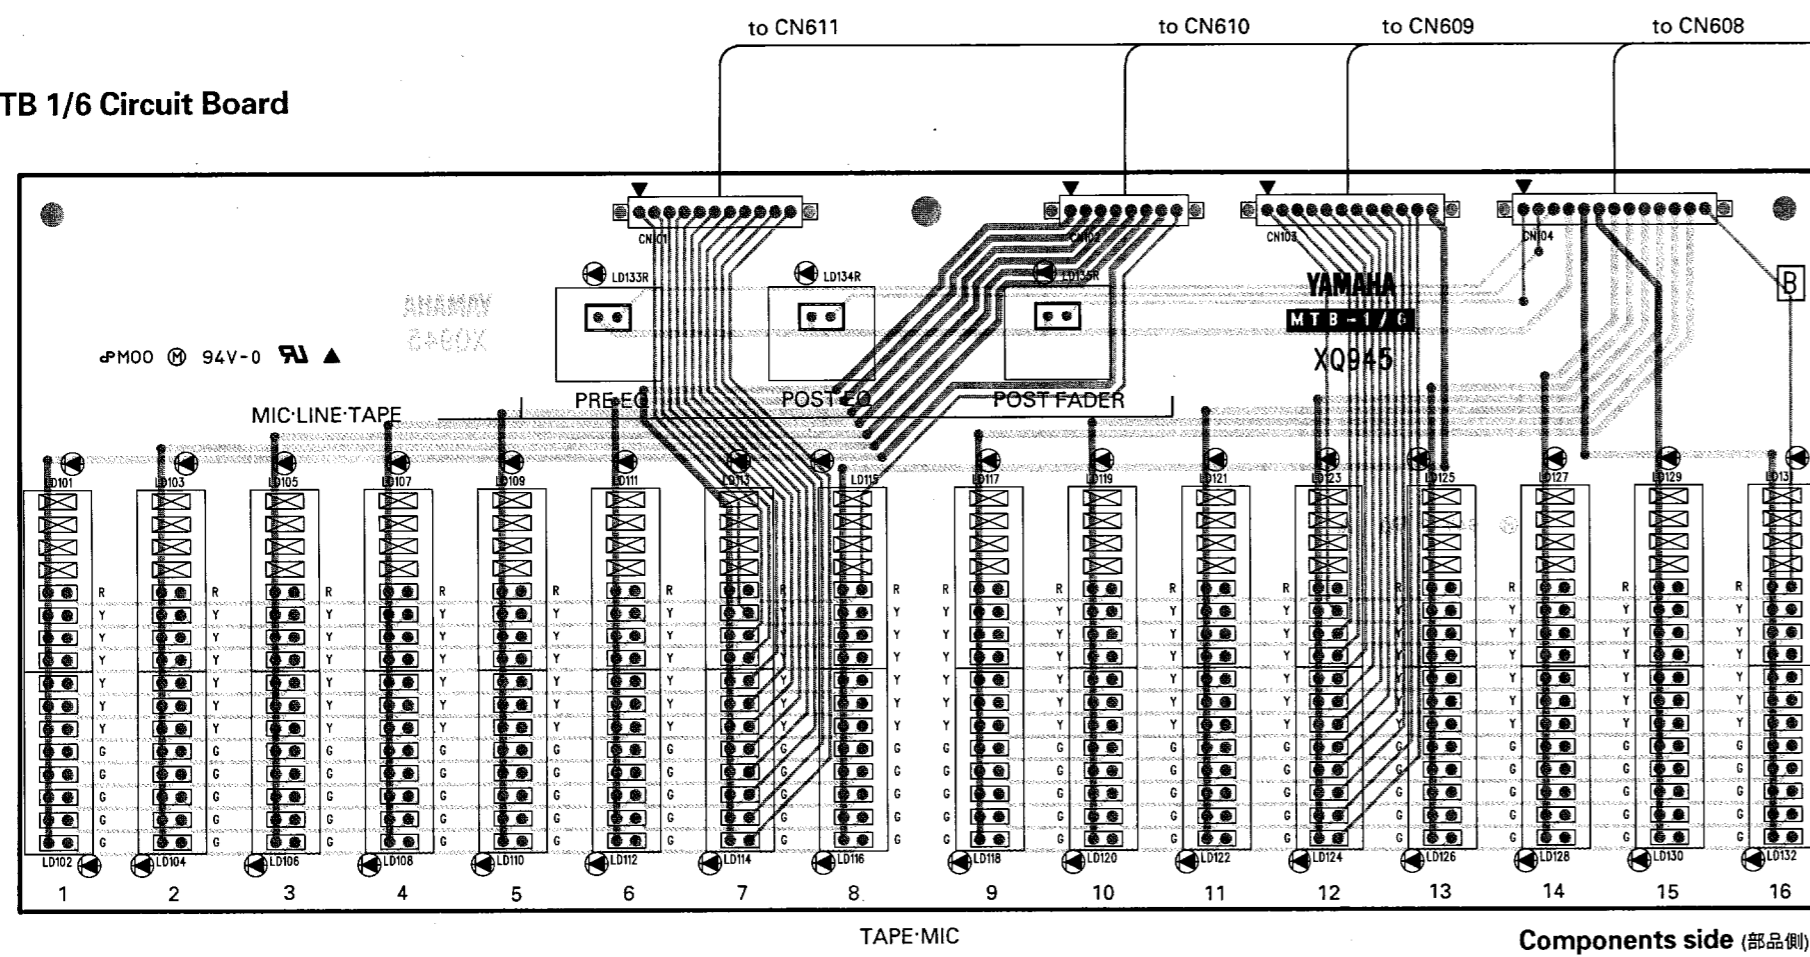 to CN611 to CN610 to CN609 to CN608
TB 1/6 Circuit Board
CN101 CN102 CN103 CN104
LD133R LD134R LD135R
YAMAHA
B
YAMAHA
XQ945
MTB-1/6
XQ945
PM00 M 94V-0 ▲
PRE·EQ POST·EQ POST FADER
MIC·LINE·TAPE
LD101 LD103 LD105 LD107 LD109 LD111 LD113 LD115 LD117 LD119 LD121 LD123 LD125 LD127 LD129 LD131
R R R R R R R R R R R R R R R
Y Y Y Y Y Y Y Y Y Y Y Y Y Y Y
Y Y Y Y Y Y Y Y Y Y Y Y Y Y Y
Y Y Y Y Y Y Y Y Y Y Y Y Y Y Y
Y Y Y Y Y Y Y Y Y Y Y Y Y Y Y
Y Y Y Y Y Y Y Y Y Y Y Y Y Y Y
Y Y Y Y Y Y Y Y Y Y Y Y Y Y Y
G G G G G G G G G G G G G G G
G G G G G G G G G G G G G G G
G G G G G G G G G G G G G G G
G G G G G G G G G G G G G G G
G G G G G G G G G G G G G G G
LD102 LD104 LD106 LD108 LD110 LD112 LD114 LD116 LD118 LD120 LD122 LD124 LD126 LD128 LD130 LD132
1 2 3 4 5 6 7 8 9 10 11 12 13 14 15 16
TAPE·MIC
Components side (部品側)